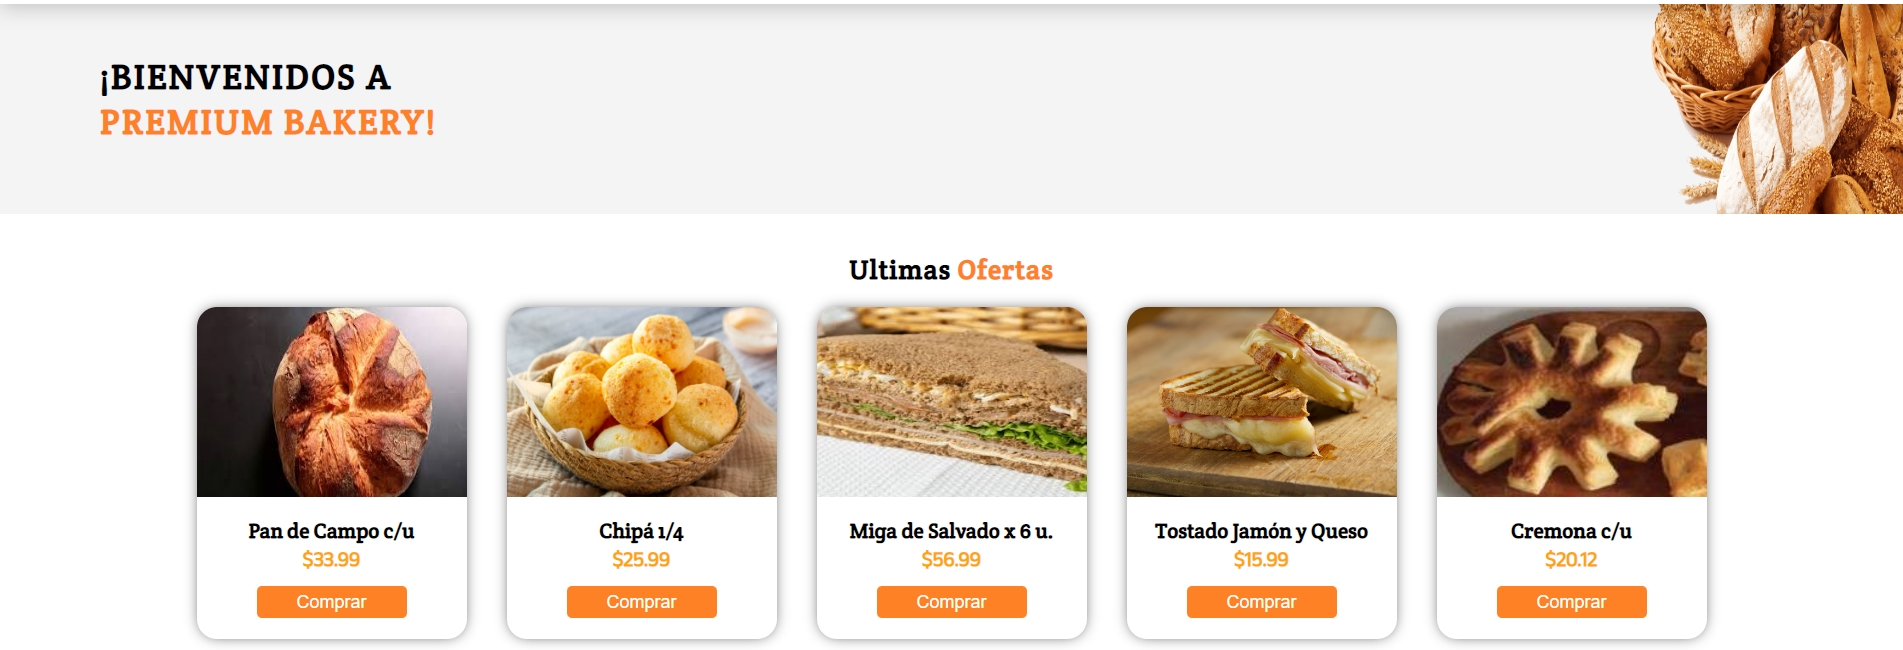 ¡BIENVENIDOS A
PREMIUM BAKERY!
Ultimas Ofertas
Pan de Campo c/u
$33.99
Comprar
Chipá 1/4
$25.99
Comprar
Miga de Salvado x 6 u.
$56.99
Comprar
Tostado Jamón y Queso
$15.99
Comprar
Cremona c/u
$20.12
Comprar